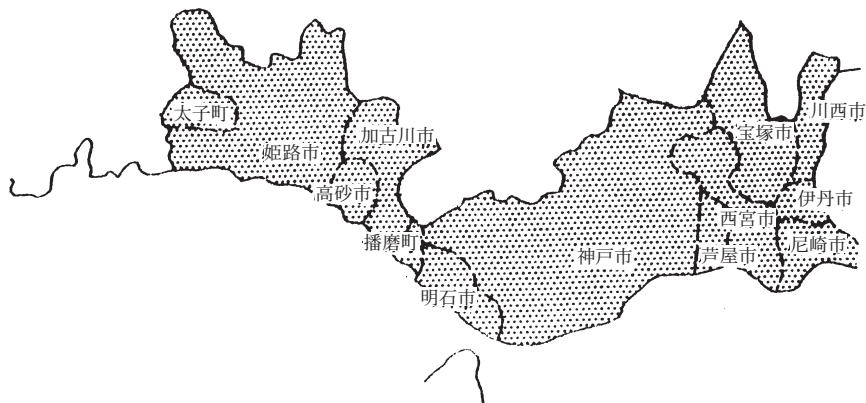 太子町
姫路市
加古川市
高砂市
播磨町
明石市
神戸市
芦屋市
西宮市
宝塚市
川西市
伊丹市
尼崎市